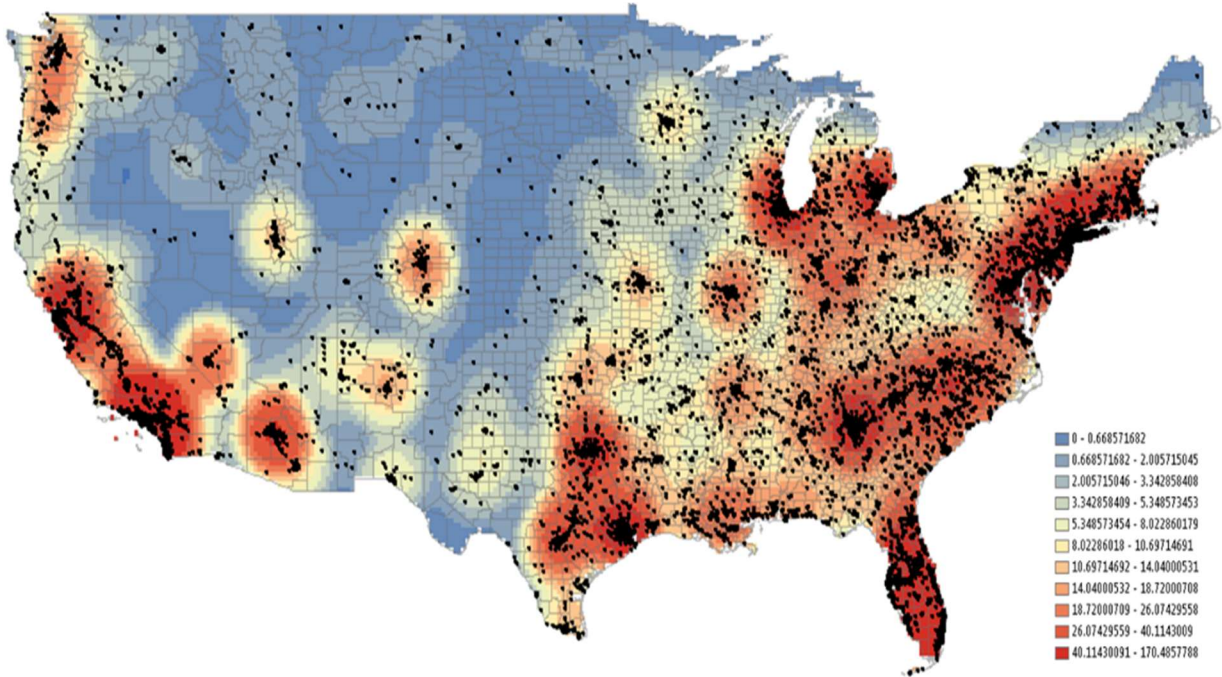 0 - 0.668571682
0.668571682 - 2.005715045
2.005715046 - 3.342858408
3.342858409 - 5.348573453
5.348573454 - 8.022860179
8.02286018 - 10.69714691
10.69714692 - 14.04000531
14.04000532 - 18.72000708
18.72000709 - 26.07429558
26.07429559 - 40.1143009
40.11430091 - 170.4857788